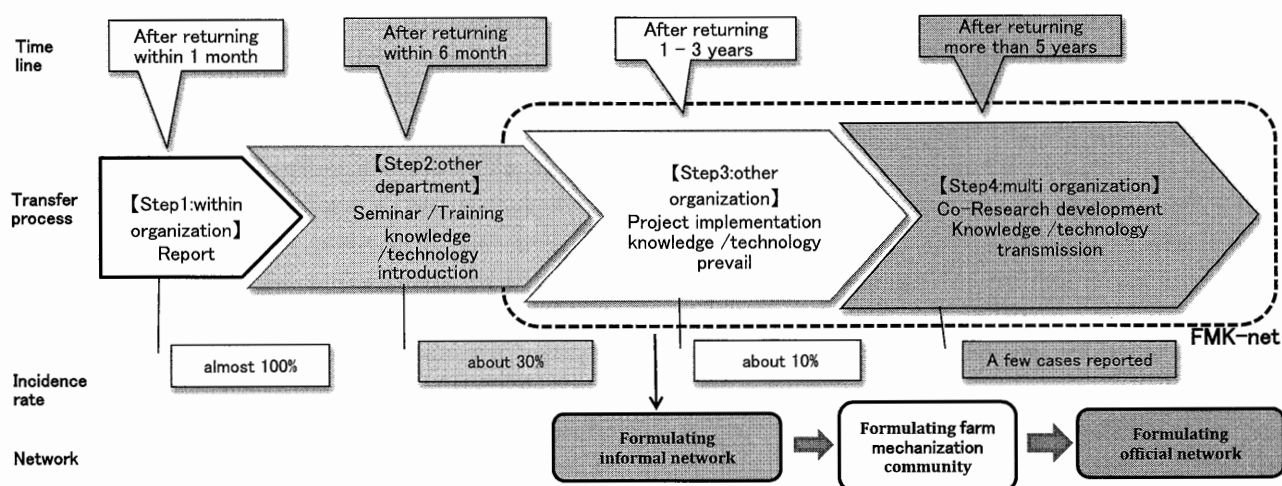 Time
line
After returning
within 1 month
After returning
within 6 month
After returning
1 – 3 years
After returning
more than 5 years
Transfer
process
【Step1:within
organization】
Report
【Step2:other
department】
Seminar /Training
knowledge
/technology
introduction
【Step3:other
organization】
Project implementation
knowledge /technology
prevail
【Step4:multi organization】
Co-Research development
Knowledge /technology
transmission
FMK-net
Incidence
rate
almost 100%
about 30%
about 10%
A few cases reported
Network
Formulating
informal network
Formulating farm
mechanization
community
Formulating
official network